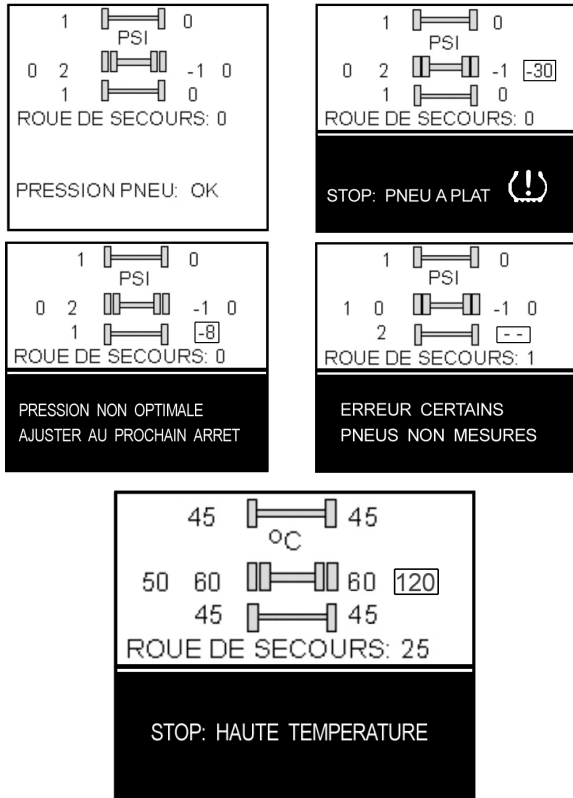 1 0
PSI
0 2 -1 0
1 0
ROUE DE SECOURS: 0
PRESSION PNEU: OK
1 0
PSI
0 2 -1 -30
1 0
ROUE DE SECOURS: 0
STOP: PNEU A PLAT (!)
1 0
PSI
0 2 -1 0
1 -8
ROUE DE SECOURS: 0
PRESSION NON OPTIMALE
AJUSTER AU PROCHAIN ARRET
1 0
PSI
1 0 -1 0
2 - -
ROUE DE SECOURS: 1
ERREUR CERTAINS
PNEUS NON MESURES
45 45
ºC
50 60 60 120
45 45
ROUE DE SECOURS: 25
STOP: HAUTE TEMPERATURE